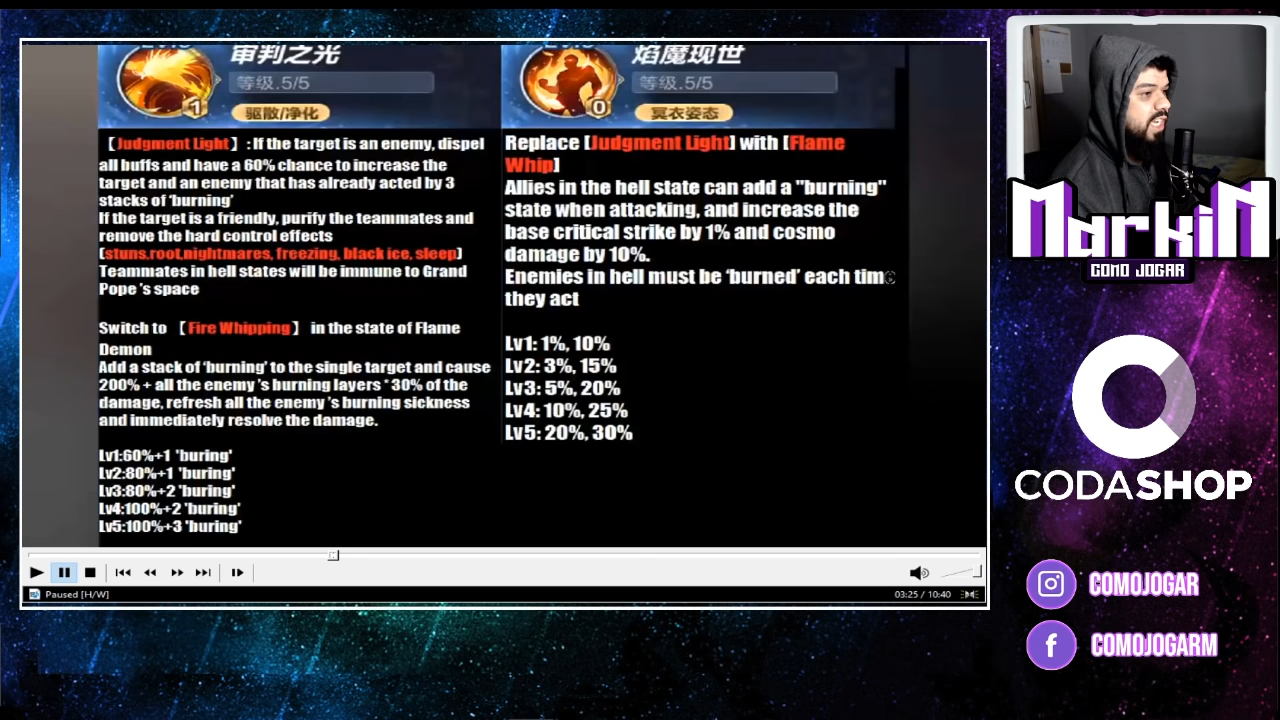 审判之光
等级.5/5
1
驱散/净化
【Judgment Light】: If the target is an enemy, dispel
all buffs and have a 60% chance to increase the
target and an enemy that has already acted by 3
stacks of 'burning'
If the target is a friendly, purify the teammates and
remove the hard control effects
[stuns,root,nightmares, freezing, black ice, sleep]
Teammates in hell states will be immune to Grand
Pope 's space
Switch to 【Fire Whipping】 in the state of Flame
Demon
Add a stack of 'burning' to the single target and cause
200% + all the enemy 's burning layers * 30% of the
damage, refresh all the enemy 's burning sickness
and immediately resolve the damage.
Lv1:60%+1 'buring'
Lv2:80%+1 'buring'
Lv3:80%+2 'buring'
Lv4:100%+2 'buring'
Lv5:100%+3 'buring'
焰魔现世
等级.5/5
0
冥衣姿态
Replace [Judgment Light] with [Flame
Whip]
Allies in the hell state can add a "burning"
state when attacking, and increase the
base critical strike by 1% and cosmo
damage by 10%.
Enemies in hell must be 'burned' each time
they act
Lv1: 1%, 10%
Lv2: 3%, 15%
Lv3: 5%, 20%
Lv4: 10%, 25%
Lv5: 20%, 30%
Paused [H/W]
03:25 / 10:40
MarkiN
COMO JOGAR
CODASHOP
COMOJOGAR
COMOJOGARM